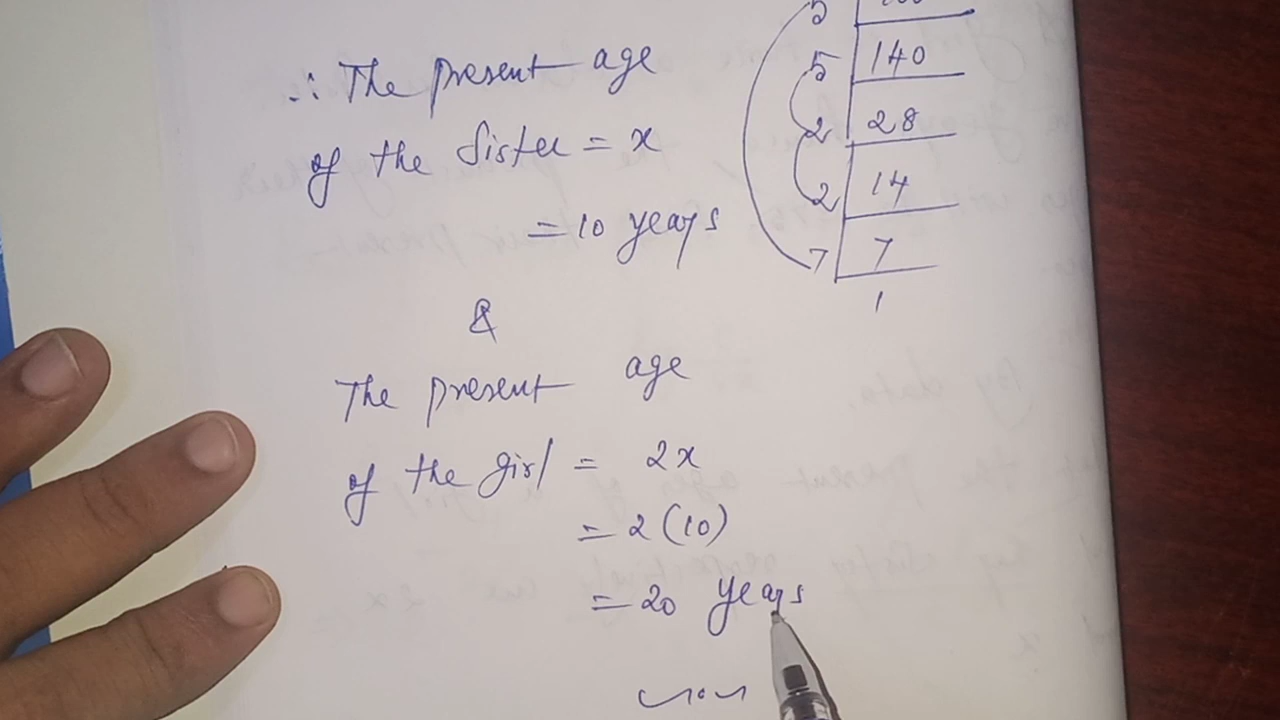 ∴ The present age
of the Sister = x
= 10 years
&
The present age
of the girl = 2x
= 2(10)
= 20 years
5
5 140
2 28
2 14
7 7
1